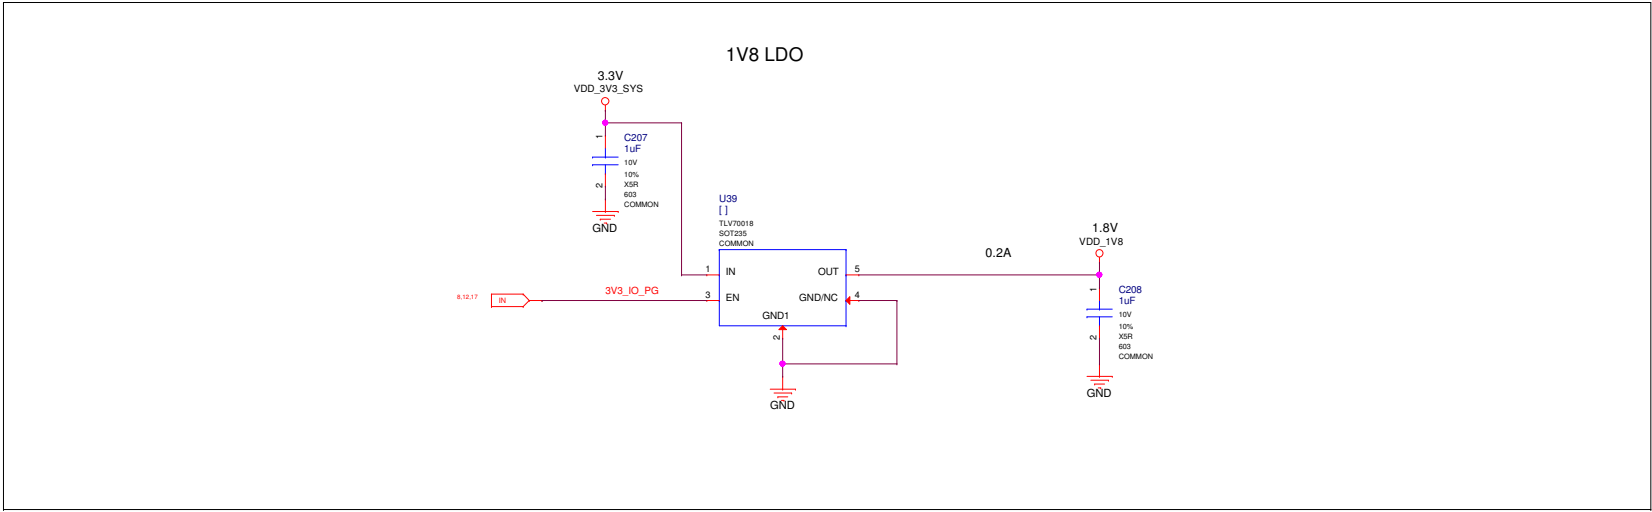 1V8 LDO
3.3V
VDD_3V3_SYS
1
C207
1uF
10V
10%
X5R
603
COMMON
2
GND
U39
[ ]
TLV70018
SOT235
COMMON
1
IN
OUT
5
0.2A
1.8V
VDD_1V8
8,12,17
IN
3V3_IO_PG
3
EN
GND/NC
4
GND1
2
GND
1
C208
1uF
10V
10%
X5R
603
COMMON
2
GND